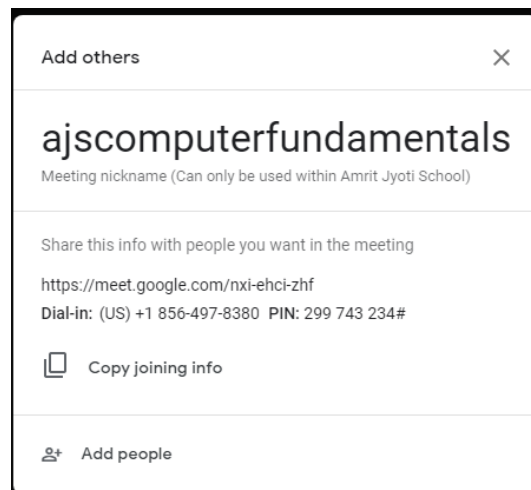 Add others
ajscomputerfundamentals
Meeting nickname (Can only be used within Amrit Jyoti School)
Share this info with people you want in the meeting
https://meet.google.com/nxi-ehci-zhf
Dial-in: (US) +1 856-497-8380 PIN: 299 743 234#
Copy joining info
Add people